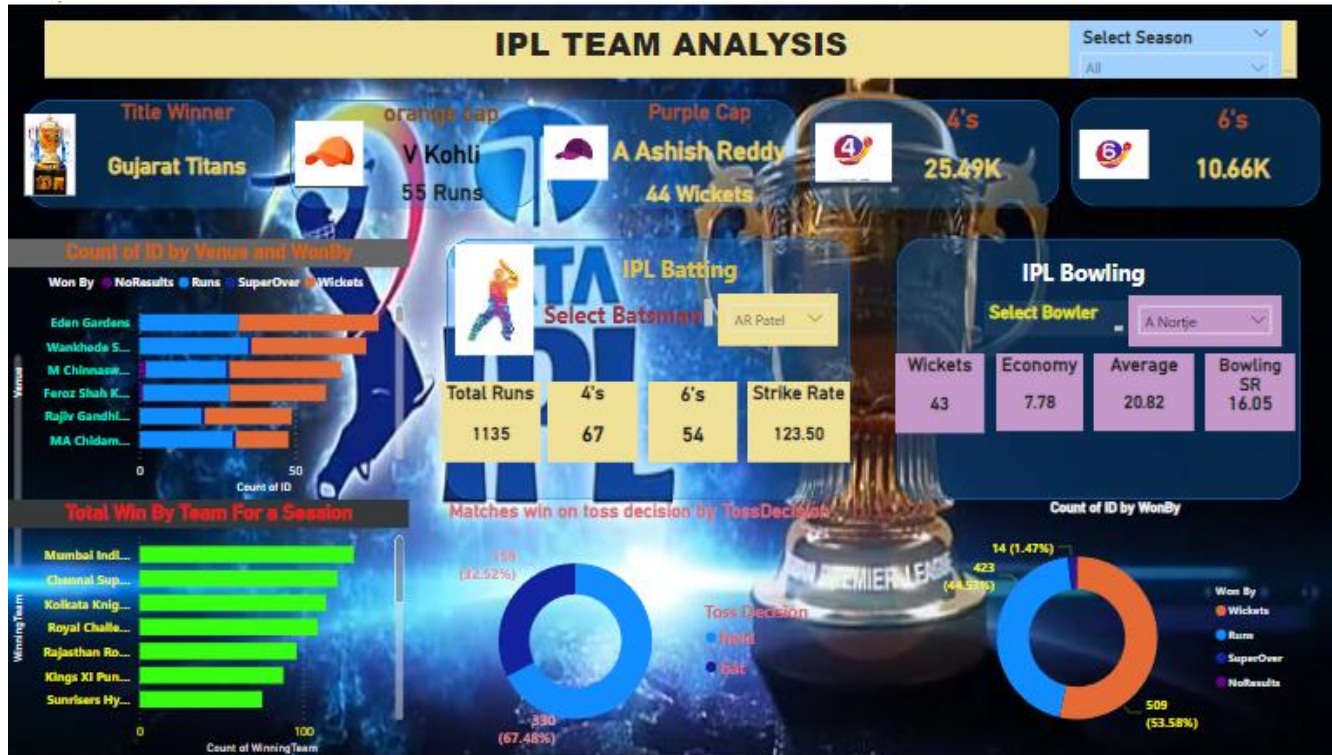 IPL TEAM ANALYSIS
Select Season
All
Title Winner
Gujarat Titans
orange cap
V Kohli
55 Runs
Purple Cap
A Ashish Reddy
44 Wickets
4
4's
25.49K
6
6's
10.66K
Count of ID by Venue and WonBy
Won By NoResults Runs SuperOver Wickets
Venue
Eden Gardens
Wankhede S...
M Chinnasw...
Feroz Shah K...
Rajiv Gandhi...
MA Chidam...
0 50
Count of ID
TATA
IPL
IPL Batting
Select Batsman
AR Patel
Total Runs 4's 6's Strike Rate
1135 67 54 123.50
IPL Bowling
Select Bowler
A Nortje
Wickets Economy Average Bowling SR
43 7.78 20.82 16.05
Total Win By Team For a Session
WinningTeam
Mumbai Indi...
Chennai Sup...
Kolkata Knig...
Royal Challe...
Rajasthan Ro...
Kings XI Pun...
Sunrisers Hy...
0 100
Count of WinningTeam
Matches win on toss decision by TossDecision
(32.52%)
330
(67.48%)
Toss Decision
field
bat
PREMIER LEAGUE
Count of ID by WonBy
14 (1.47%)
423
(44.53%)
509
(53.58%)
Won By
Wickets
Runs
SuperOver
NoResults